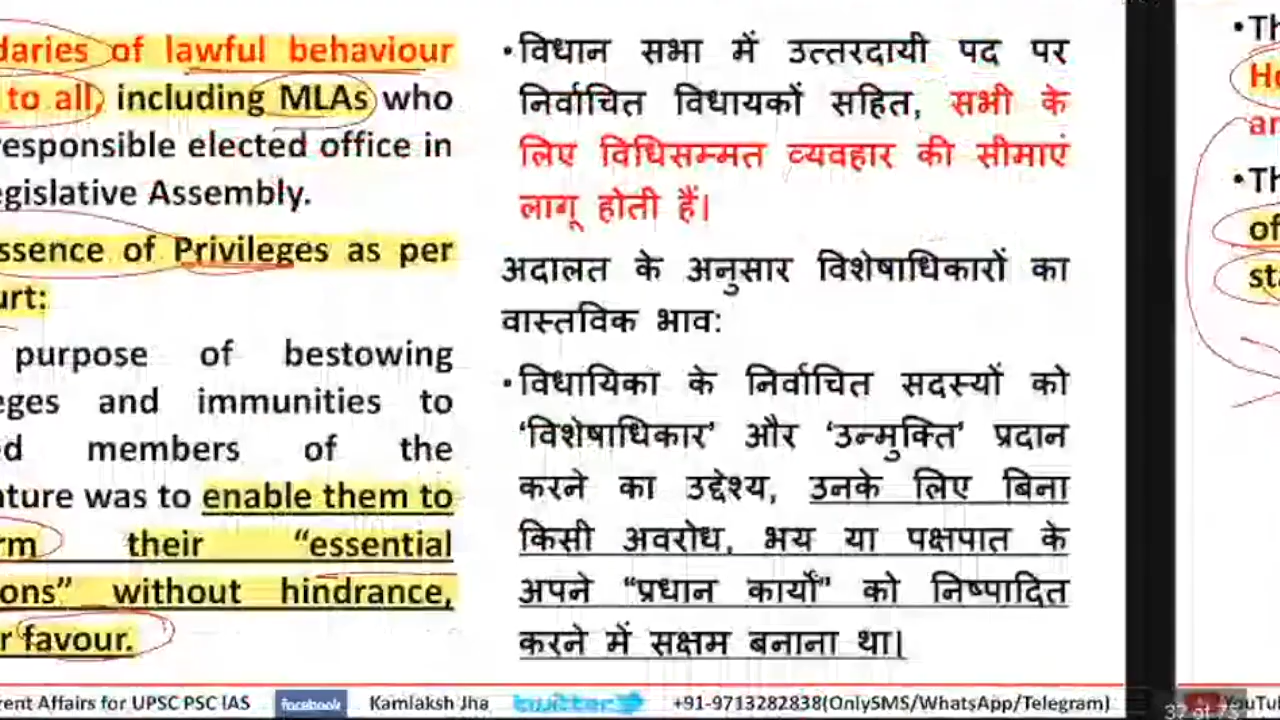 daries of lawful behaviour
to all, including MLAs who
responsible elected office in
egislative Assembly.
ssence of Privileges as per
urt:
purpose of bestowing
eges and immunities to
ed members of the
ature was to enable them to
rm their “essential
ons” without hindrance,
r favour.
•विधान सभा में उत्तरदायी पद पर
निर्वाचित विधायकों सहित, सभी के
लिए विधिसम्मत व्यवहार की सीमाएं
लागू होती हैं।
अदालत के अनुसार विशेषाधिकारों का
वास्तविक भाव:
•विधायिका के निर्वाचित सदस्यों को
‘विशेषाधिकार’ और ‘उन्मुक्ति’ प्रदान
करने का उद्देश्य, उनके लिए बिना
किसी अवरोध, भय या पक्षपात के
अपने “प्रधान कार्यों” को निष्पादित
करने में सक्षम बनाना था।
•Th
He
an
•Th
of
sta
rent Affairs for UPSC PSC IAS facebook Kamlaksh Jha twitter +91-9713282838(OnlySMS/WhatsApp/Telegram)